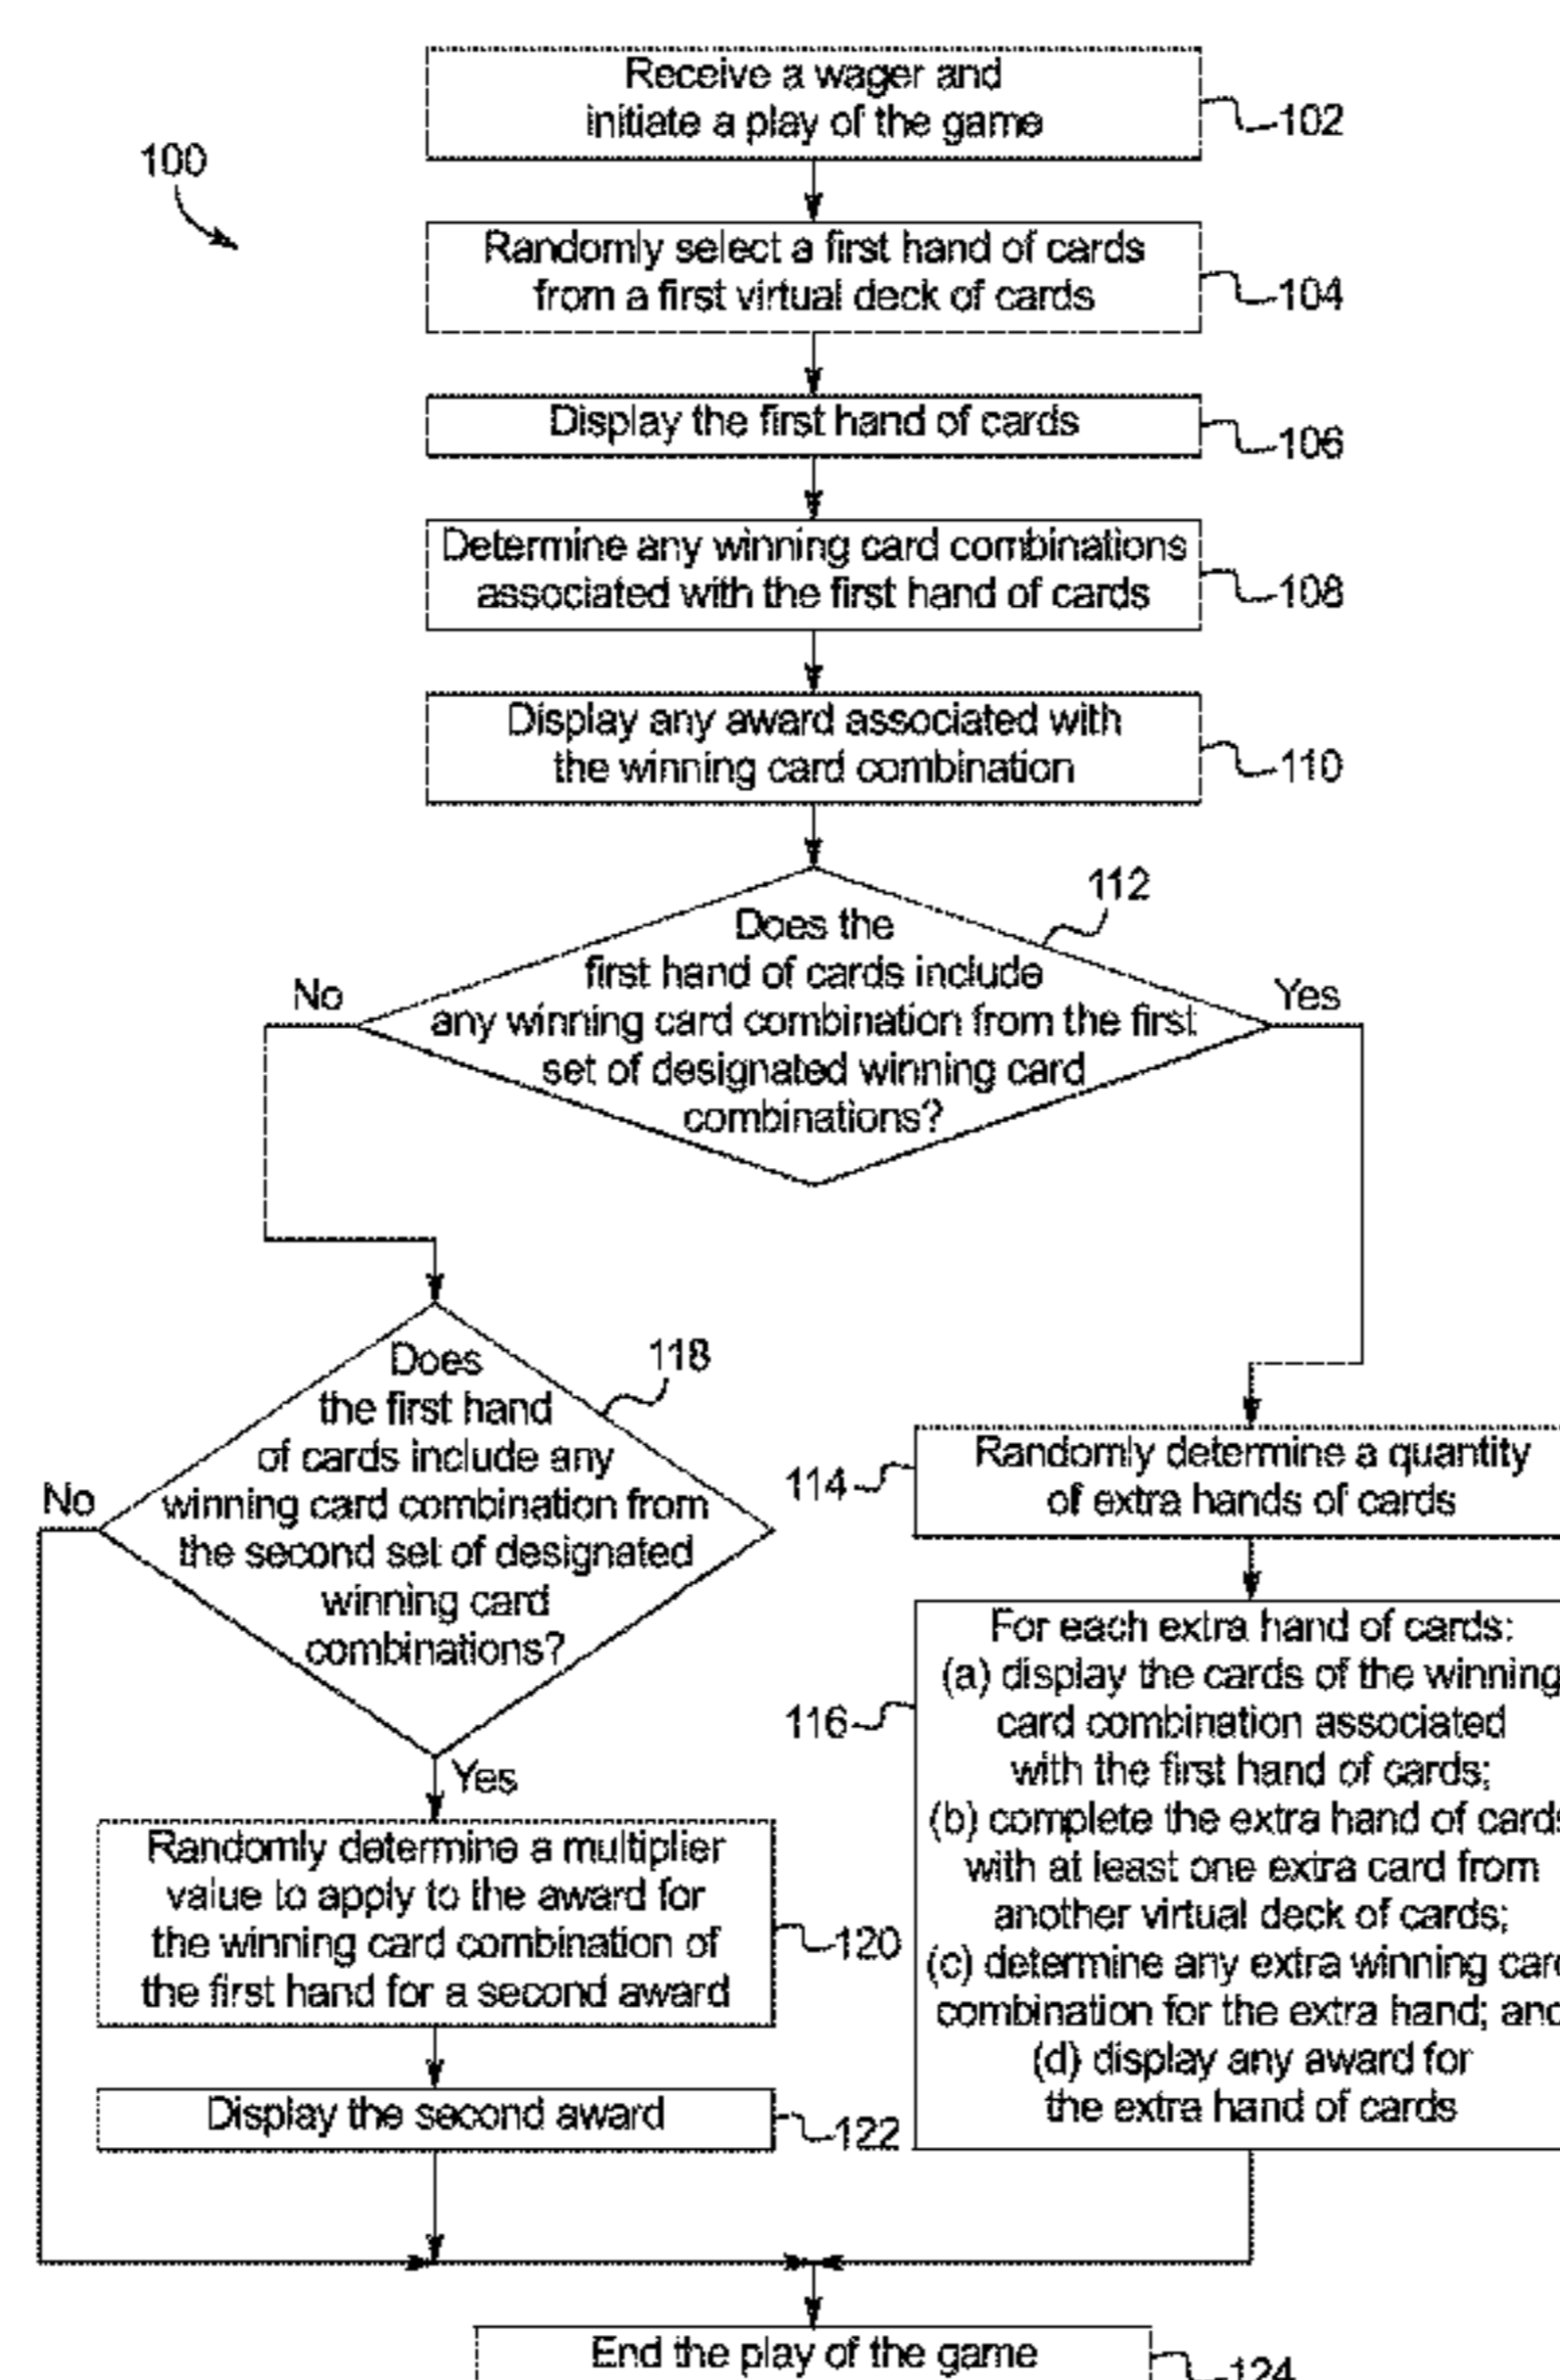 Receive a wager and
initiate a play of the game
102
100
Randomly select a first hand of cards
from a first virtual deck of cards
104
Display the first hand of cards
106
Determine any winning card combinations
associated with the first hand of cards
108
Display any award associated with
the winning card combination
110
112
Does the
first hand of cards include
any winning card combination from the first
set of designated winning card
combinations?
No
Yes
118
Does
the first hand
of cards include any
winning card combination from
the second set of designated
winning card
combinations?
No
Yes
114
Randomly determine a quantity
of extra hands of cards
116
For each extra hand of cards:
(a) display the cards of the winning
card combination associated
with the first hand of cards;
(b) complete the extra hand of cards
with at least one extra card from
another virtual deck of cards;
(c) determine any extra winning card
combination for the extra hand; and
(d) display any award for
the extra hand of cards
Randomly determine a multiplier
value to apply to the award for
the winning card combination of
the first hand for a second award
120
Display the second award
122
End the play of the game
124